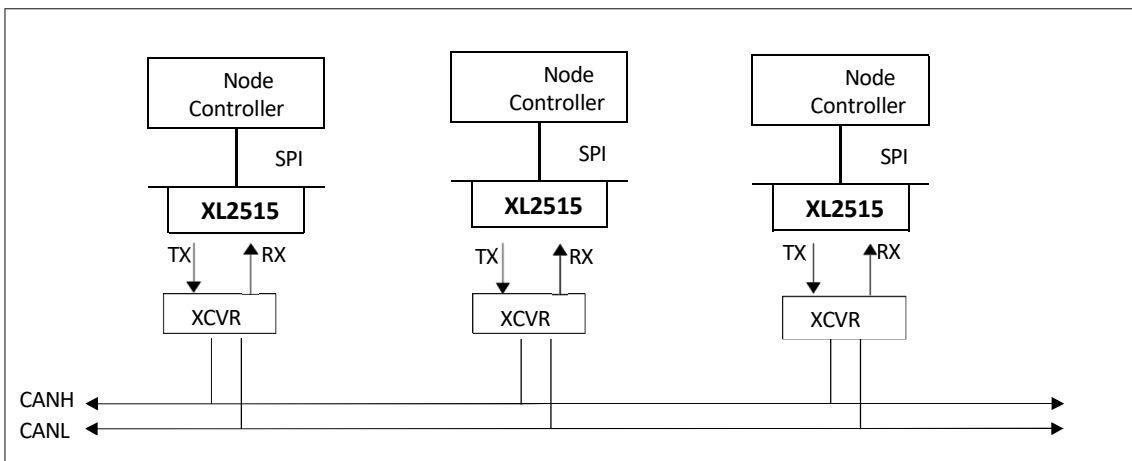 Node
Controller
Node
Controller
Node
Controller
SPI
SPI
SPI
XL2515
XL2515
XL2515
TX
RX
TX
RX
TX
RX
XCVR
XCVR
XCVR
CANH
CANL